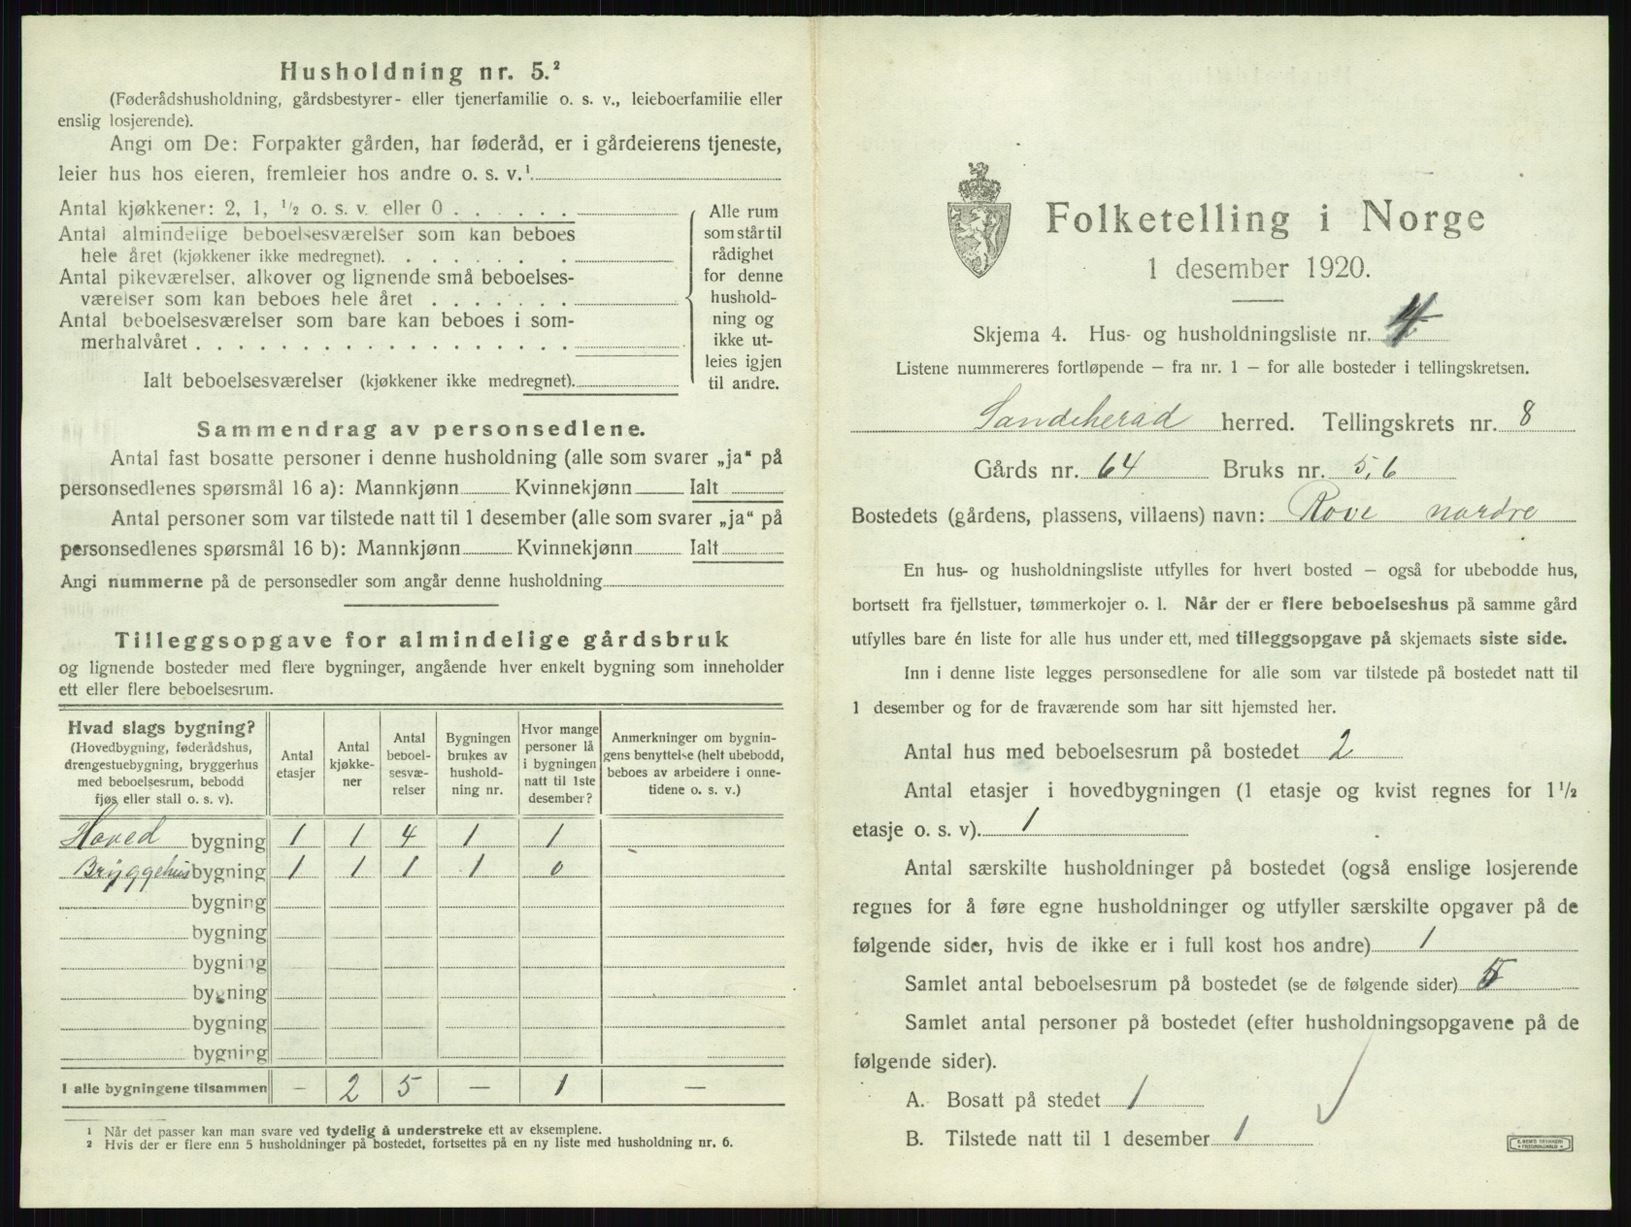 Husholdning nr. 5.²
(Føderådshusholdning, gårdsbestyrer- eller tjenerfamilie o. s. v., leieboerfamilie eller
enslig losjerende).
Angi om De: Forpakter gården, har føderåd, er i gårdeierens tjeneste,
leier hus hos eieren, fremleier hos andre o. s. v.¹
Antal kjøkkener: 2, 1, ½ o. s. v. eller 0 . . . . . .
Antal almindelige beboelsesværelser som kan beboes
hele året (kjøkkener ikke medregnet). . . . . . . .
Antal pikeværelser, alkover og lignende små beboelses-
værelser som kan beboes hele året . . . . . . .
Antal beboelsesværelser som bare kan beboes i som-
merhalvåret . . . . . . . . . . . . . . . . . .
Ialt beboelsesværelser (kjøkkener ikke medregnet).
Alle rum
som står til
rådighet
for denne
hushold-
ning og
ikke ut-
leies igjen
til andre.
Sammendrag av personsedlene.
Antal fast bosatte personer i denne husholdning (alle som svarer „ja“ på
personsedlenes spørsmål 16 a): Mannkjønn Kvinnekjønn Ialt
Antal personer som var tilstede natt til 1 desember (alle som svarer „ja“ på
personsedlenes spørsmål 16 b): Mannkjønn Kvinnekjønn Ialt
Angi nummerne på de personsedler som angår denne husholdning
Tilleggsopgave for almindelige gårdsbruk
og lignende bosteder med flere bygninger, angående hver enkelt bygning som inneholder
ett eller flere beboelsesrum.
Hvad slags bygning?
(Hovedbygning, føderådshus,
drengestuebygning, bryggerhus
med beboelsesrum, bebodd
fjøs eller stall o. s. v.).
Antal
etasjer
Antal
kjøkke-
ner
Antal
beboel-
sesvæ-
relser
Bygningen
brukes av
hushold-
ning nr.
Hvor mange
personer lå
i bygningen
natt til 1ste
desember?
Anmerkninger om bygnin-
gens benyttelse (helt ubebodd,
beboes av arbeidere i onne-
tidene o. s. v.)
Hoved bygning 1 1 4 1 1
Bryggehus bygning 1 1 1 1 0
bygning
bygning
bygning
bygning
bygning
bygning
I alle bygningene tilsammen — 2 5 — 1 —
¹ Når det passer kan man svare ved tydelig å understreke ett av eksemplene.
² Hvis der er flere enn 5 husholdninger på bostedet, fortsettes på en ny liste med husholdning nr. 6.
Folketelling i Norge
1 desember 1920.
Skjema 4. Hus- og husholdningsliste nr. 4
Listene nummereres fortløpende — fra nr. 1 — for alle bosteder i tellingskretsen.
Sandeherad herred. Tellingskrets nr. 8
Gårds nr. 64 Bruks nr. 5, 6
Bostedets (gårdens, plassens, villaens) navn: Rove nordre
En hus- og husholdningsliste utfylles for hvert bosted — også for ubebodde hus,
bortsett fra fjellstuer, tømmerkojer o. l. Når der er flere beboelseshus på samme gård
utfylles bare én liste for alle hus under ett, med tilleggsopgave på skjemaets siste side.
Inn i denne liste legges personsedlene for alle som var tilstede på bostedet natt til
1 desember og for de fraværende som har sitt hjemsted her.
Antal hus med beboelsesrum på bostedet 2
Antal etasjer i hovedbygningen (1 etasje og kvist regnes for 1½
etasje o. s. v). 1
Antal særskilte husholdninger på bostedet (også enslige losjerende
regnes for å føre egne husholdninger og utfyller særskilte opgaver på de
følgende sider, hvis de ikke er i full kost hos andre) 1
Samlet antal beboelsesrum på bostedet (se de følgende sider) 5
Samlet antal personer på bostedet (efter husholdningsopgavene på de
følgende sider).
A. Bosatt på stedet 1
B. Tilstede natt til 1 desember 1